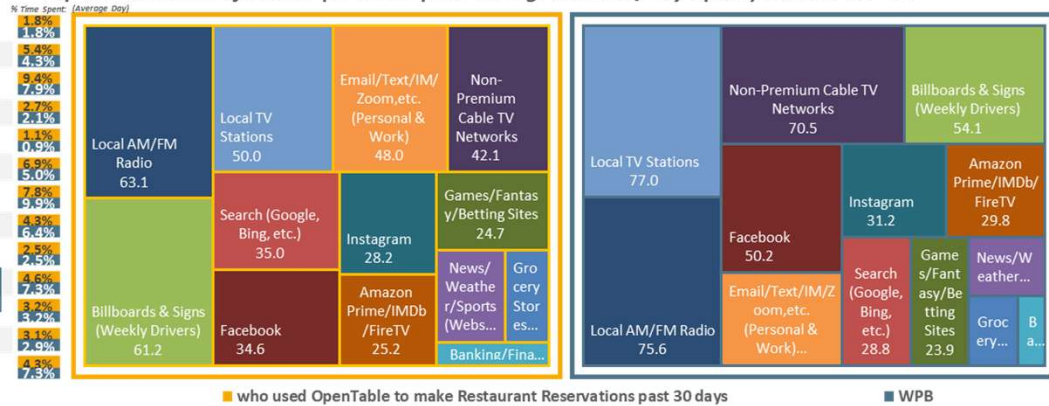 % Time Spent: (Average Day)
1.8%
1.8%
5.4%
4.3%
9.4%
7.9%
2.7%
2.1%
1.1%
0.9%
6.9%
5.0%
7.8%
9.9%
4.3%
6.4%
2.5%
2.5%
4.6%
7.3%
3.2%
3.2%
3.1%
2.9%
4.3%
7.3%
Local AM/FM
Radio
63.1
Billboards & Signs
(Weekly Drivers)
61.2
Local TV
Stations
50.0
Email/Text/IM/
Zoom,etc.
(Personal &
Work)
48.0
Non-
Premium
Cable TV
Networks
42.1
Search (Google,
Bing, etc.)
35.0
Facebook
34.6
Instagram
28.2
Amazon
Prime/IMDb
/FireTV
25.2
Games/Fantas
y/Betting Sites
24.7
News/
Weathe
r/Sports
(Webs...
Gro
cery
Stor
es...
Banking/Fina...
Local TV Stations
77.0
Local AM/FM Radio
75.6
Non-Premium Cable TV
Networks
70.5
Billboards & Signs
(Weekly Drivers)
54.1
Facebook
50.2
Email/Text/IM/Z
oom,etc.
(Personal &
Work)...
Instagram
31.2
Amazon
Prime/IMDb/
FireTV
29.8
Search
(Google,
Bing,
etc.)
28.8
Game
s/Fant
asy/Be
tting
Sites
23.9
News/W
eather...
Groc
ery...
B
a...
who used OpenTable to make Restaurant Reservations past 30 days
WPB